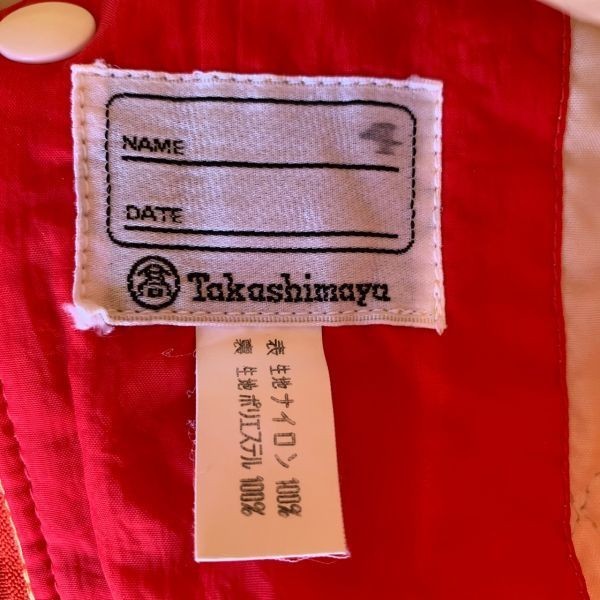 NAME
DATE
高 Takashimaya
表 生地 ナイロン 100%
裏 生地 ポリエステル 100%